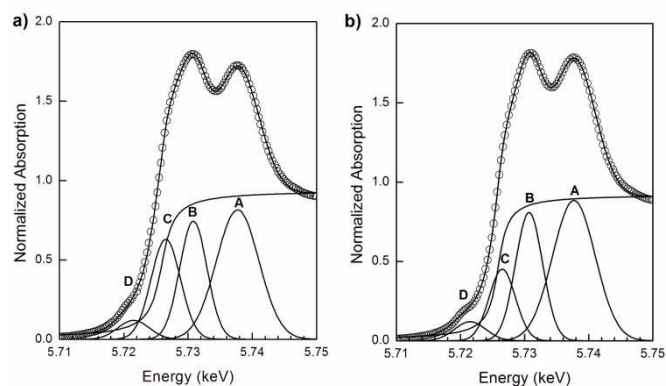 a)
2.0
1.5
1.0
0.5
0.0
Normalized Absorption
A
B
C
D
5.71 5.72 5.73 5.74 5.75
Energy (keV)
b)
2.0
1.5
1.0
0.5
0.0
Normalized Absorption
A
B
C
D
5.71 5.72 5.73 5.74 5.75
Energy (keV)